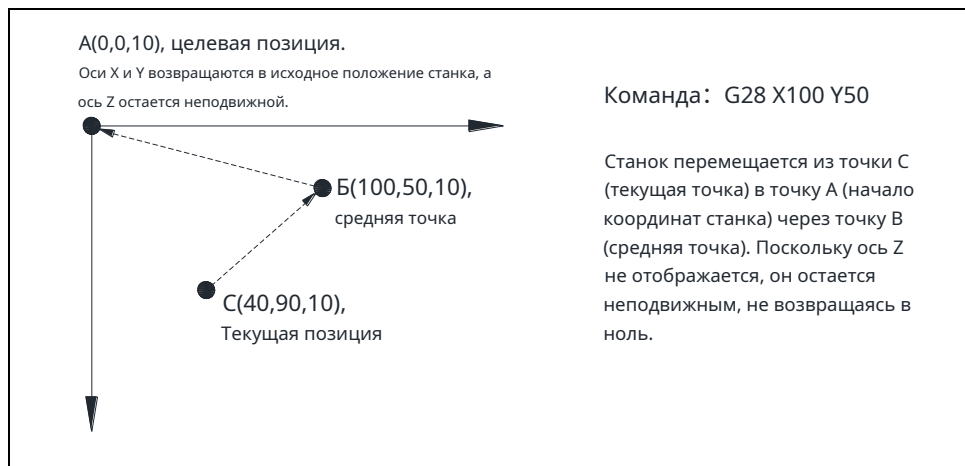 А(0,0,10), целевая позиция.
Оси X и Y возвращаются в исходное положение станка, а
ось Z остается неподвижной.
Б(100,50,10),
средняя точка
С(40,90,10),
Текущая позиция
Команда: G28 X100 Y50
Станок перемещается из точки C
(текущая точка) в точку A (начало
координат станка) через точку B
(средняя точка). Поскольку ось Z
не отображается, он остается
неподвижным, не возвращаясь в
ноль.